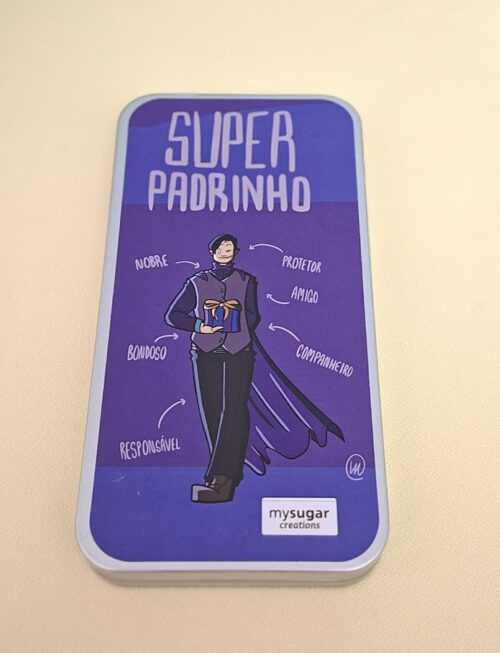 SUPER
PADRINHO
NOBRE
PROTETOR
AMIGO
BONDOSO
COMPANHEIRO
RESPONSÁVEL
mysugar
creations